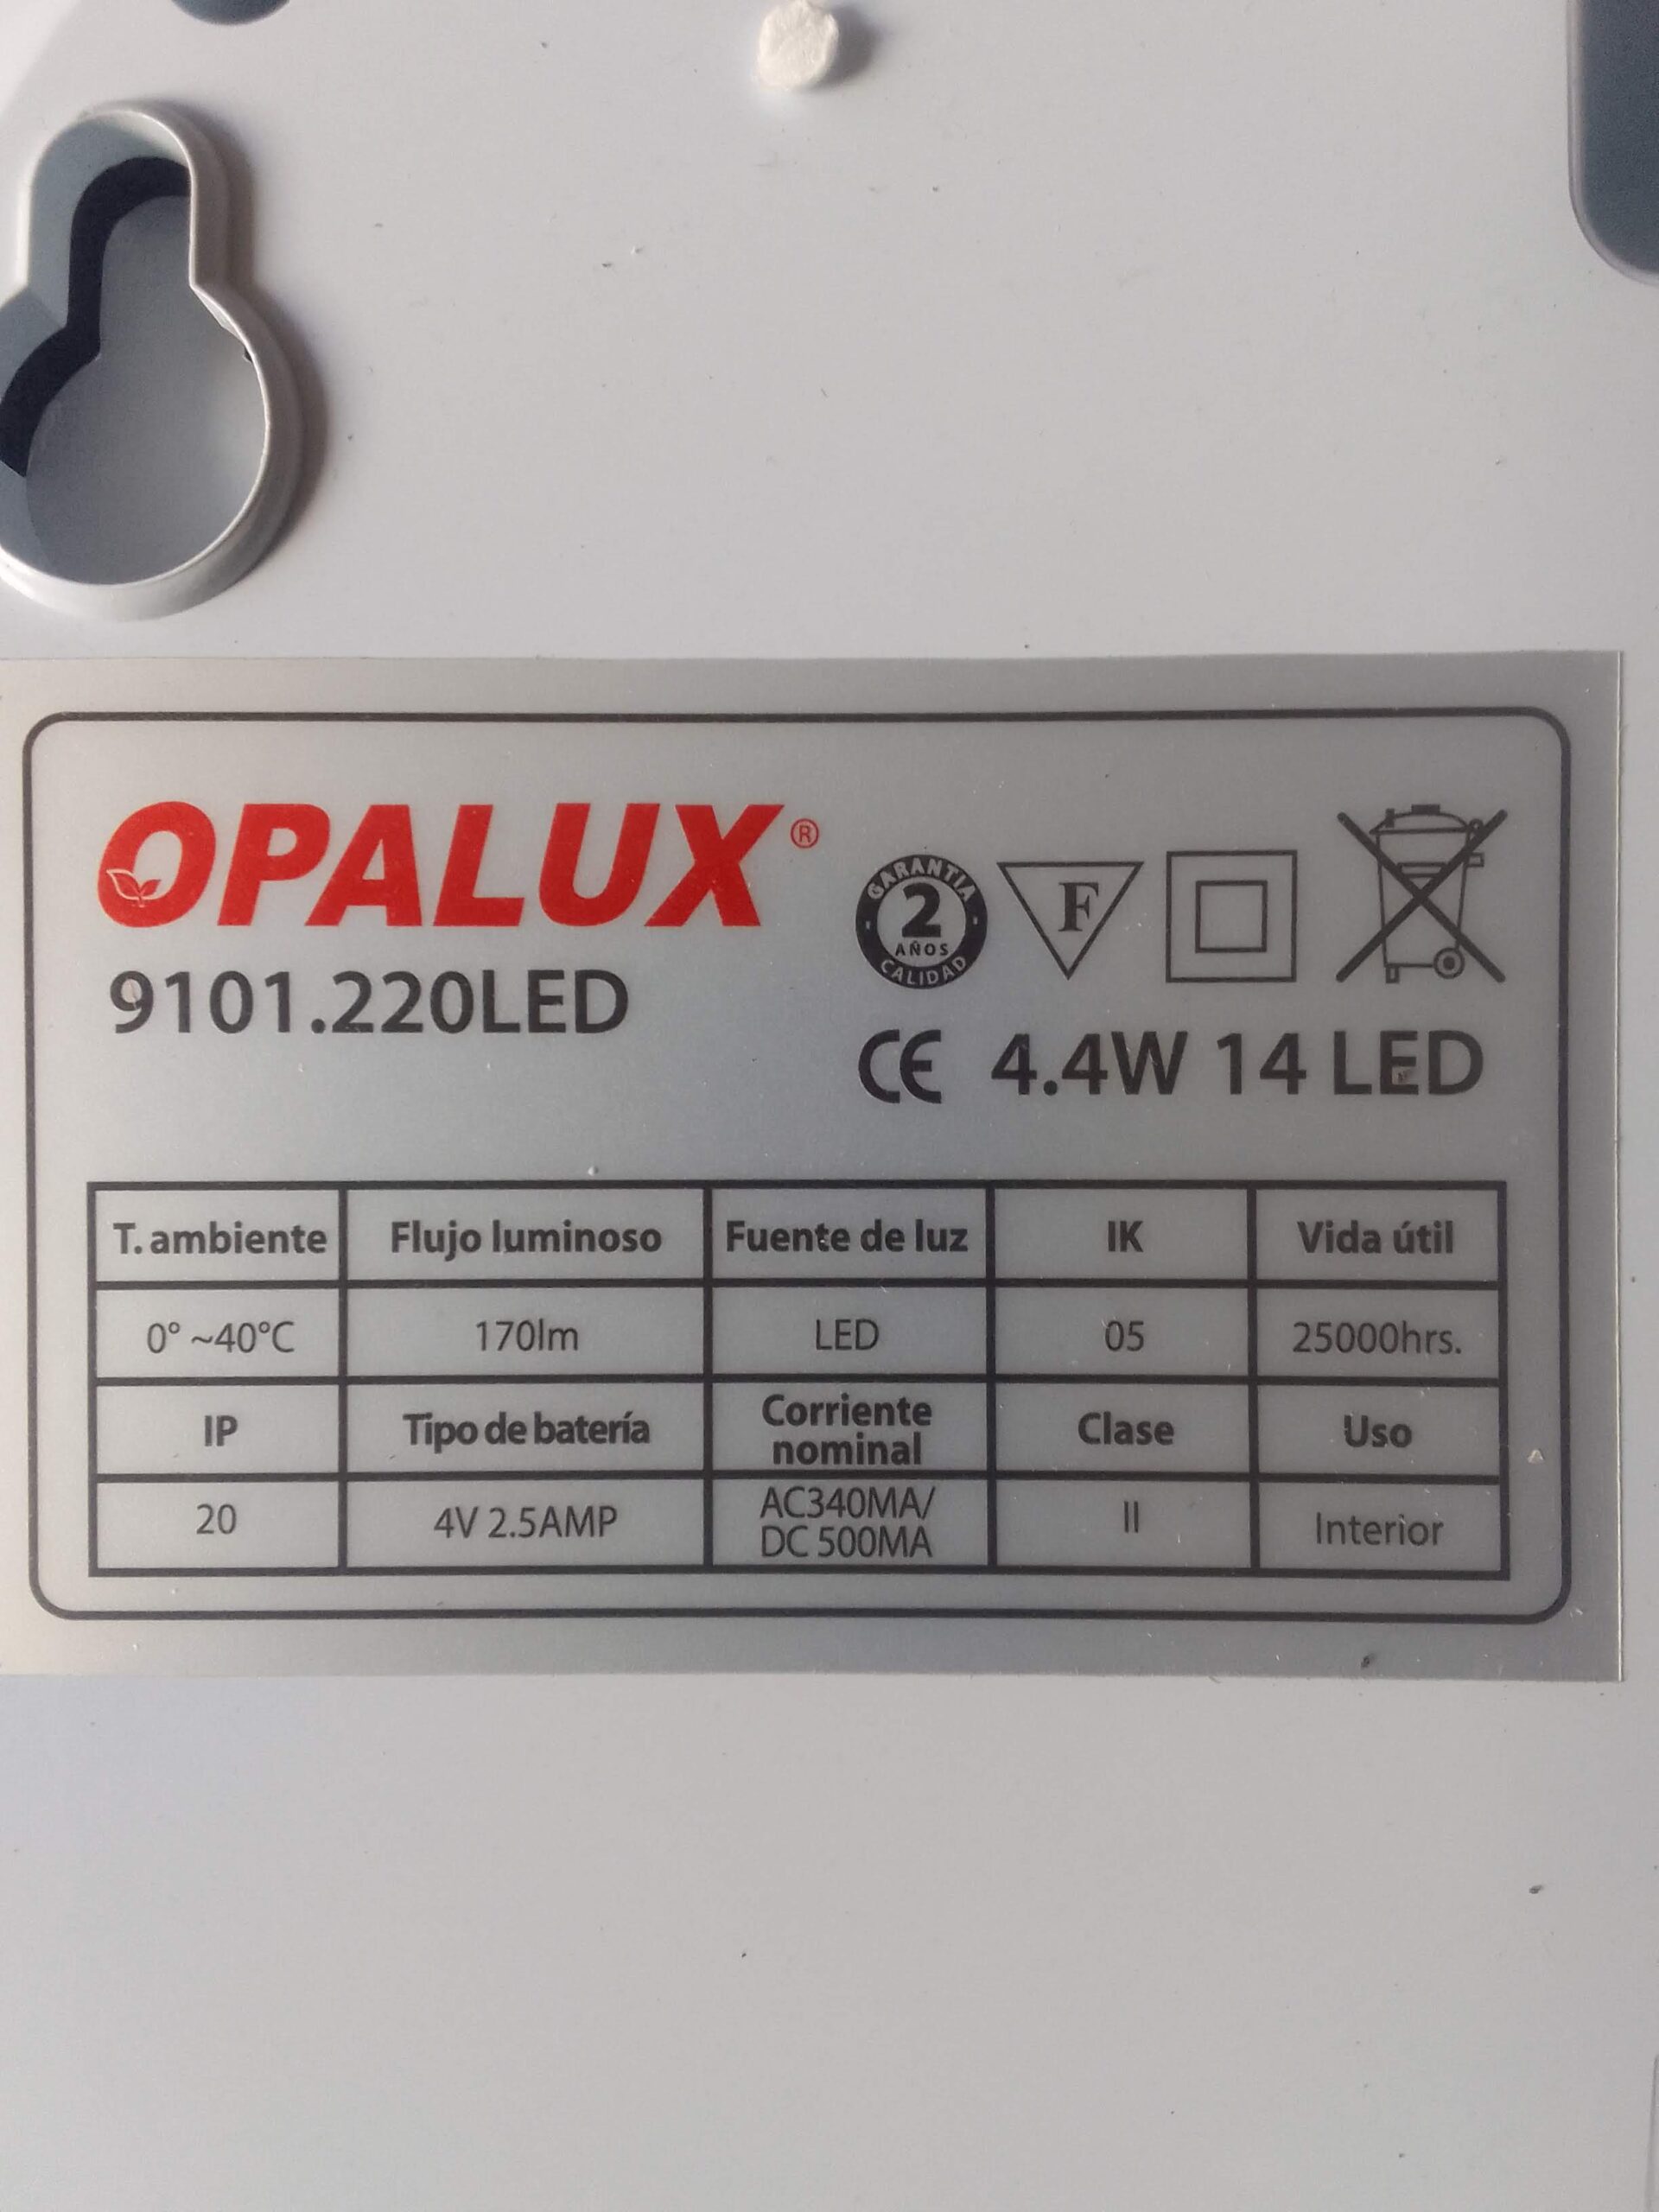 OPALUX®
9101.220LED
GARANTIA
2
AÑOS
CALIDAD
F
CE 4.4W 14 LED
T. ambiente Flujo luminoso Fuente de luz IK Vida útil
0° ~40°C 170lm LED 05 25000hrs.
IP Tipo de batería Corriente nominal Clase Uso
20 4V 2.5AMP AC340MA/ DC 500MA II Interior